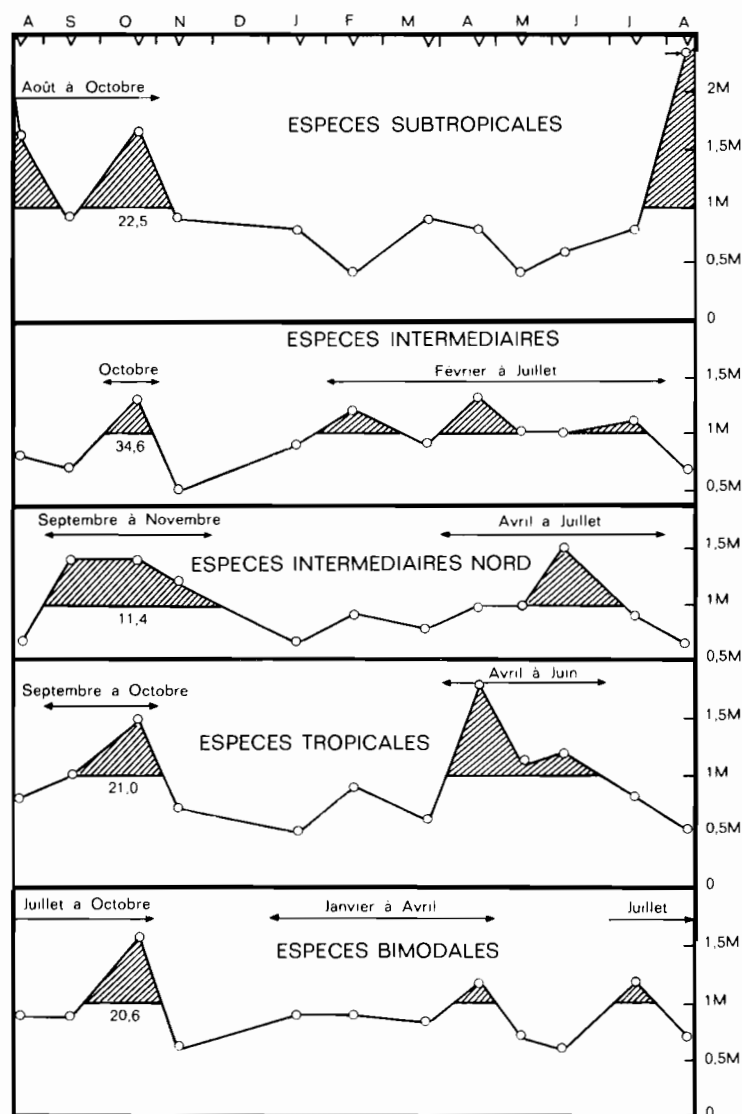 A S O N D J F M A M J J A
Août à Octobre
ESPECES SUBTROPICALES
2M
1,5M
1M
22,5
0,5M
0
ESPECES INTERMEDIAIRES
Octobre
Février à Juillet
1,5M
1M
34,6
0,5M
Septembre à Novembre
Avril a Juillet
ESPECES INTERMEDIAIRES NORD
1,5M
1M
11,4
0,5M
Septembre a Octobre
Avril à Juin
ESPECES TROPICALES
1,5M
1M
21,0
0,5M
0
Juillet a Octobre
Janvier à Avril
Juillet
ESPECES BIMODALES
1,5M
1M
20,6
0,5M
0